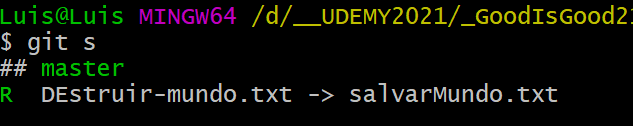 Luis@Luis MINGW64 /d/__UDEMY2021/_GoodIsGood2
$ git s
## master
R  DEstruir-mundo.txt -> salvarMundo.txt